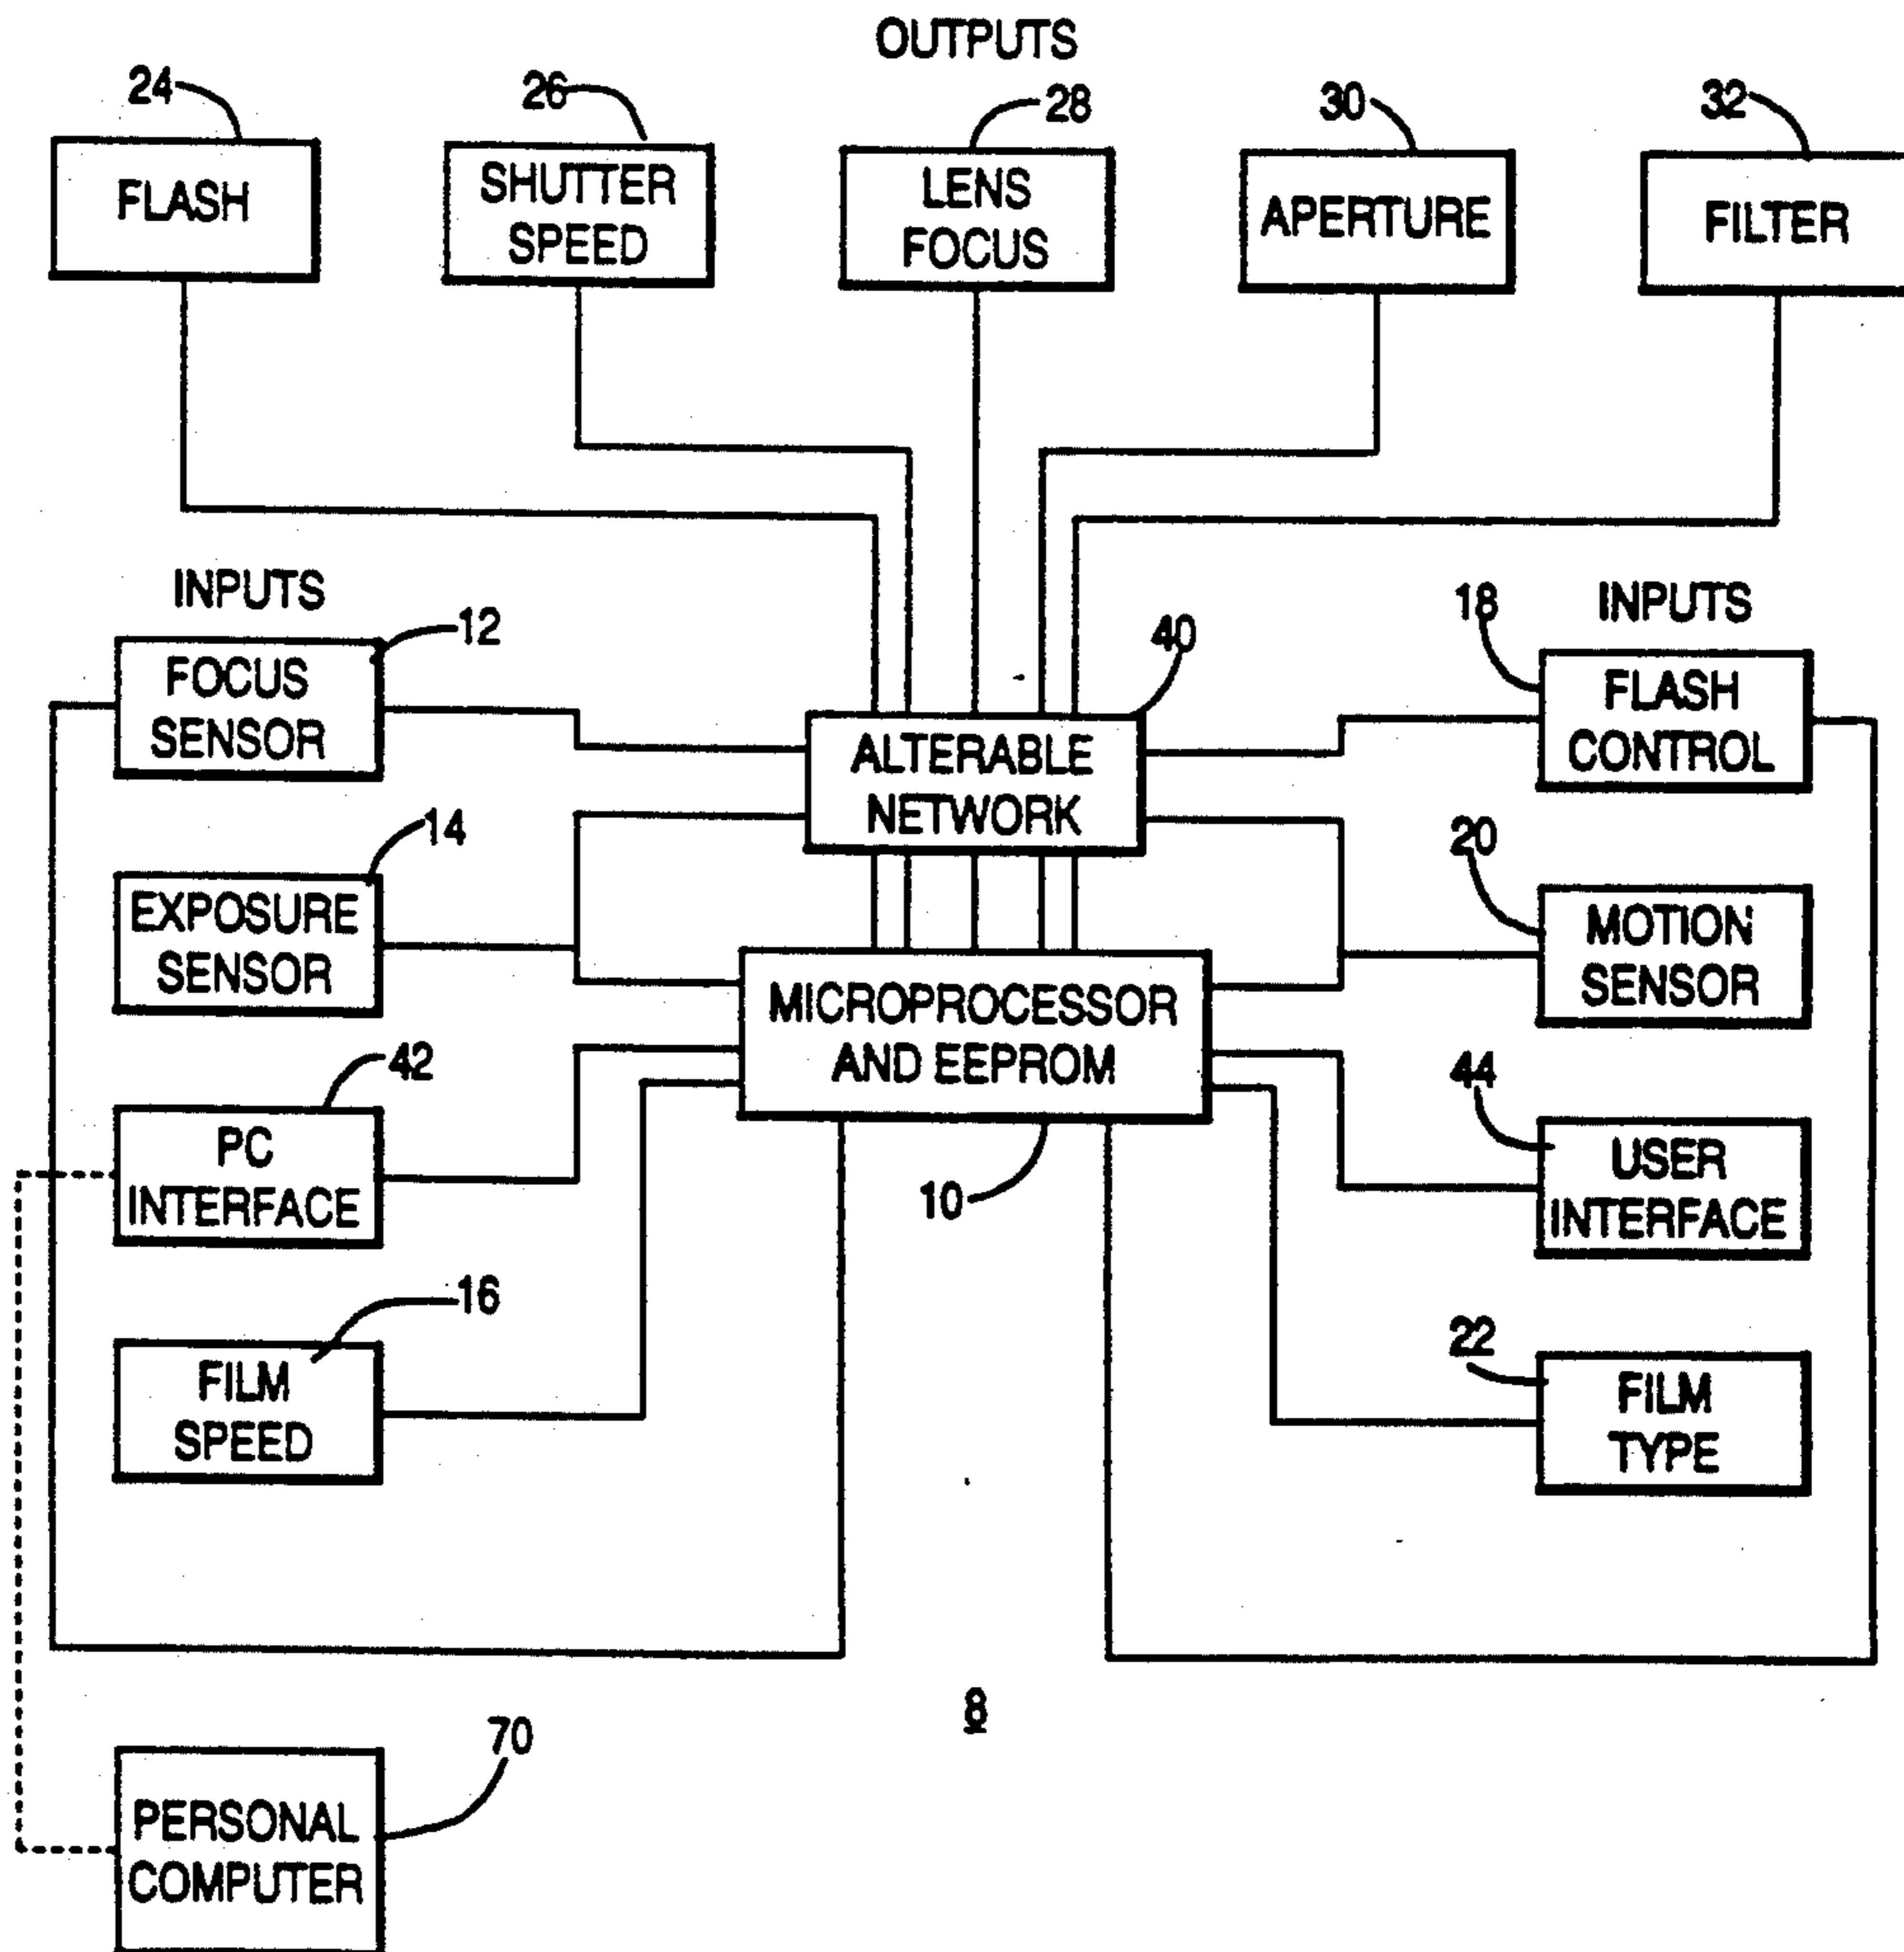 OUTPUTS
24
26
28
30
32
FLASH
SHUTTER
SPEED
LENS
FOCUS
APERTURE
FILTER
INPUTS
12
FOCUS
SENSOR
14
EXPOSURE
SENSOR
42
PC
INTERFACE
16
FILM
SPEED
40
ALTERABLE
NETWORK
MICROPROCESSOR
AND EEPROM
10
INPUTS
18
FLASH
CONTROL
20
MOTION
SENSOR
44
USER
INTERFACE
22
FILM
TYPE
8
70
PERSONAL
COMPUTER